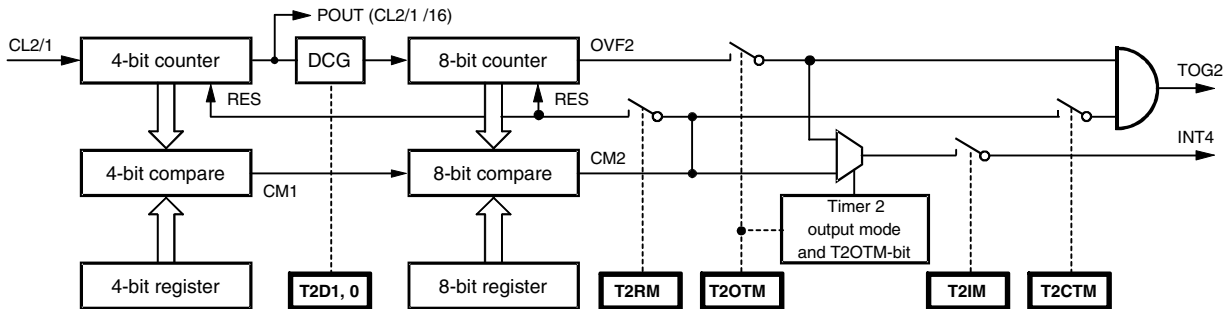 POUT (CL2/1 /16)
CL2/1
4-bit counter
DCG
8-bit counter
OVF2
TOG2
RES
RES
4-bit compare
CM1
8-bit compare
CM2
INT4
Timer 2
output mode
and T2OTM-bit
4-bit register
T2D1, 0
8-bit register
T2RM
T2OTM
T2IM
T2CTM